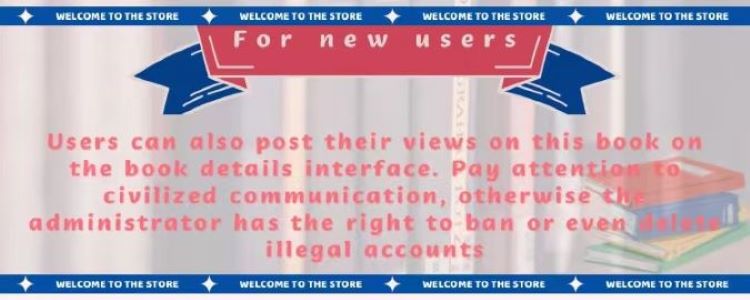 WELCOME TO THE STORE WELCOME TO THE STORE WELCOME TO THE STORE WELCOME TO THE STORE
For new users
Users can also post their views on this book on
the book details interface. Pay attention to
civilized communication, otherwise the
administrator has the right to ban or even delete
illegal accounts
WELCOME TO THE STORE WELCOME TO THE STORE WELCOME TO THE STORE WELCOME TO THE STORE